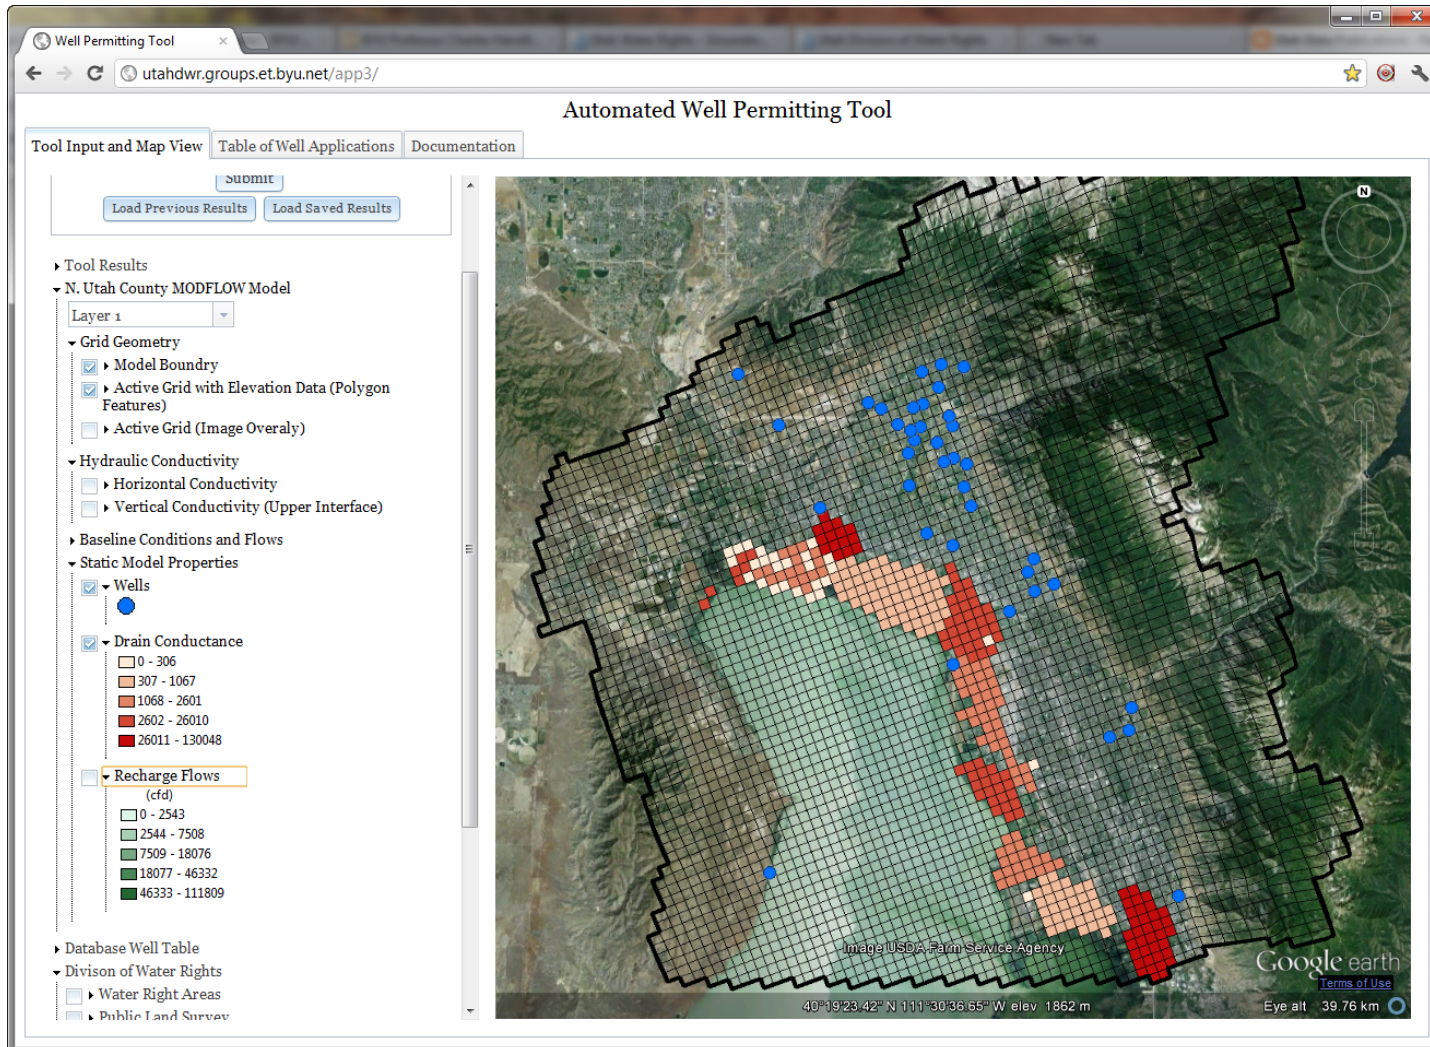 Well Permitting Tool
New Tab
utahdwr.groups.et.byu.net/app3/
Automated Well Permitting Tool
Tool Input and Map View
Table of Well Applications
Documentation
Submit
Load Previous Results
Load Saved Results
Tool Results
N. Utah County MODFLOW Model
Layer 1
Grid Geometry
Model Boundry
Active Grid with Elevation Data (Polygon
Features)
Active Grid (Image Overaly)
Hydraulic Conductivity
Horizontal Conductivity
Vertical Conductivity (Upper Interface)
Baseline Conditions and Flows
Static Model Properties
Wells
Drain Conductance
0 - 306
307 - 1067
1068 - 2601
2602 - 26010
26011 - 130048
Recharge Flows
(cfd)
0 - 2543
2544 - 7508
7509 - 18076
18077 - 46332
46333 - 111809
Database Well Table
Divison of Water Rights
Water Right Areas
Public Land Survey
N
Image USDA Farm Service Agency
Google earth
Terms of Use
40°19'23.42" N 111°30'36.65" W elev 1862 m
Eye alt 39.76 km